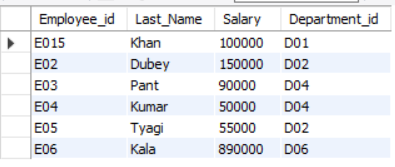 Employee_id Last_Name Salary Department_id
E015 Khan 100000 D01
E02 Dubey 150000 D02
E03 Pant 90000 D04
E04 Kumar 50000 D04
E05 Tyagi 55000 D02
E06 Kala 890000 D06